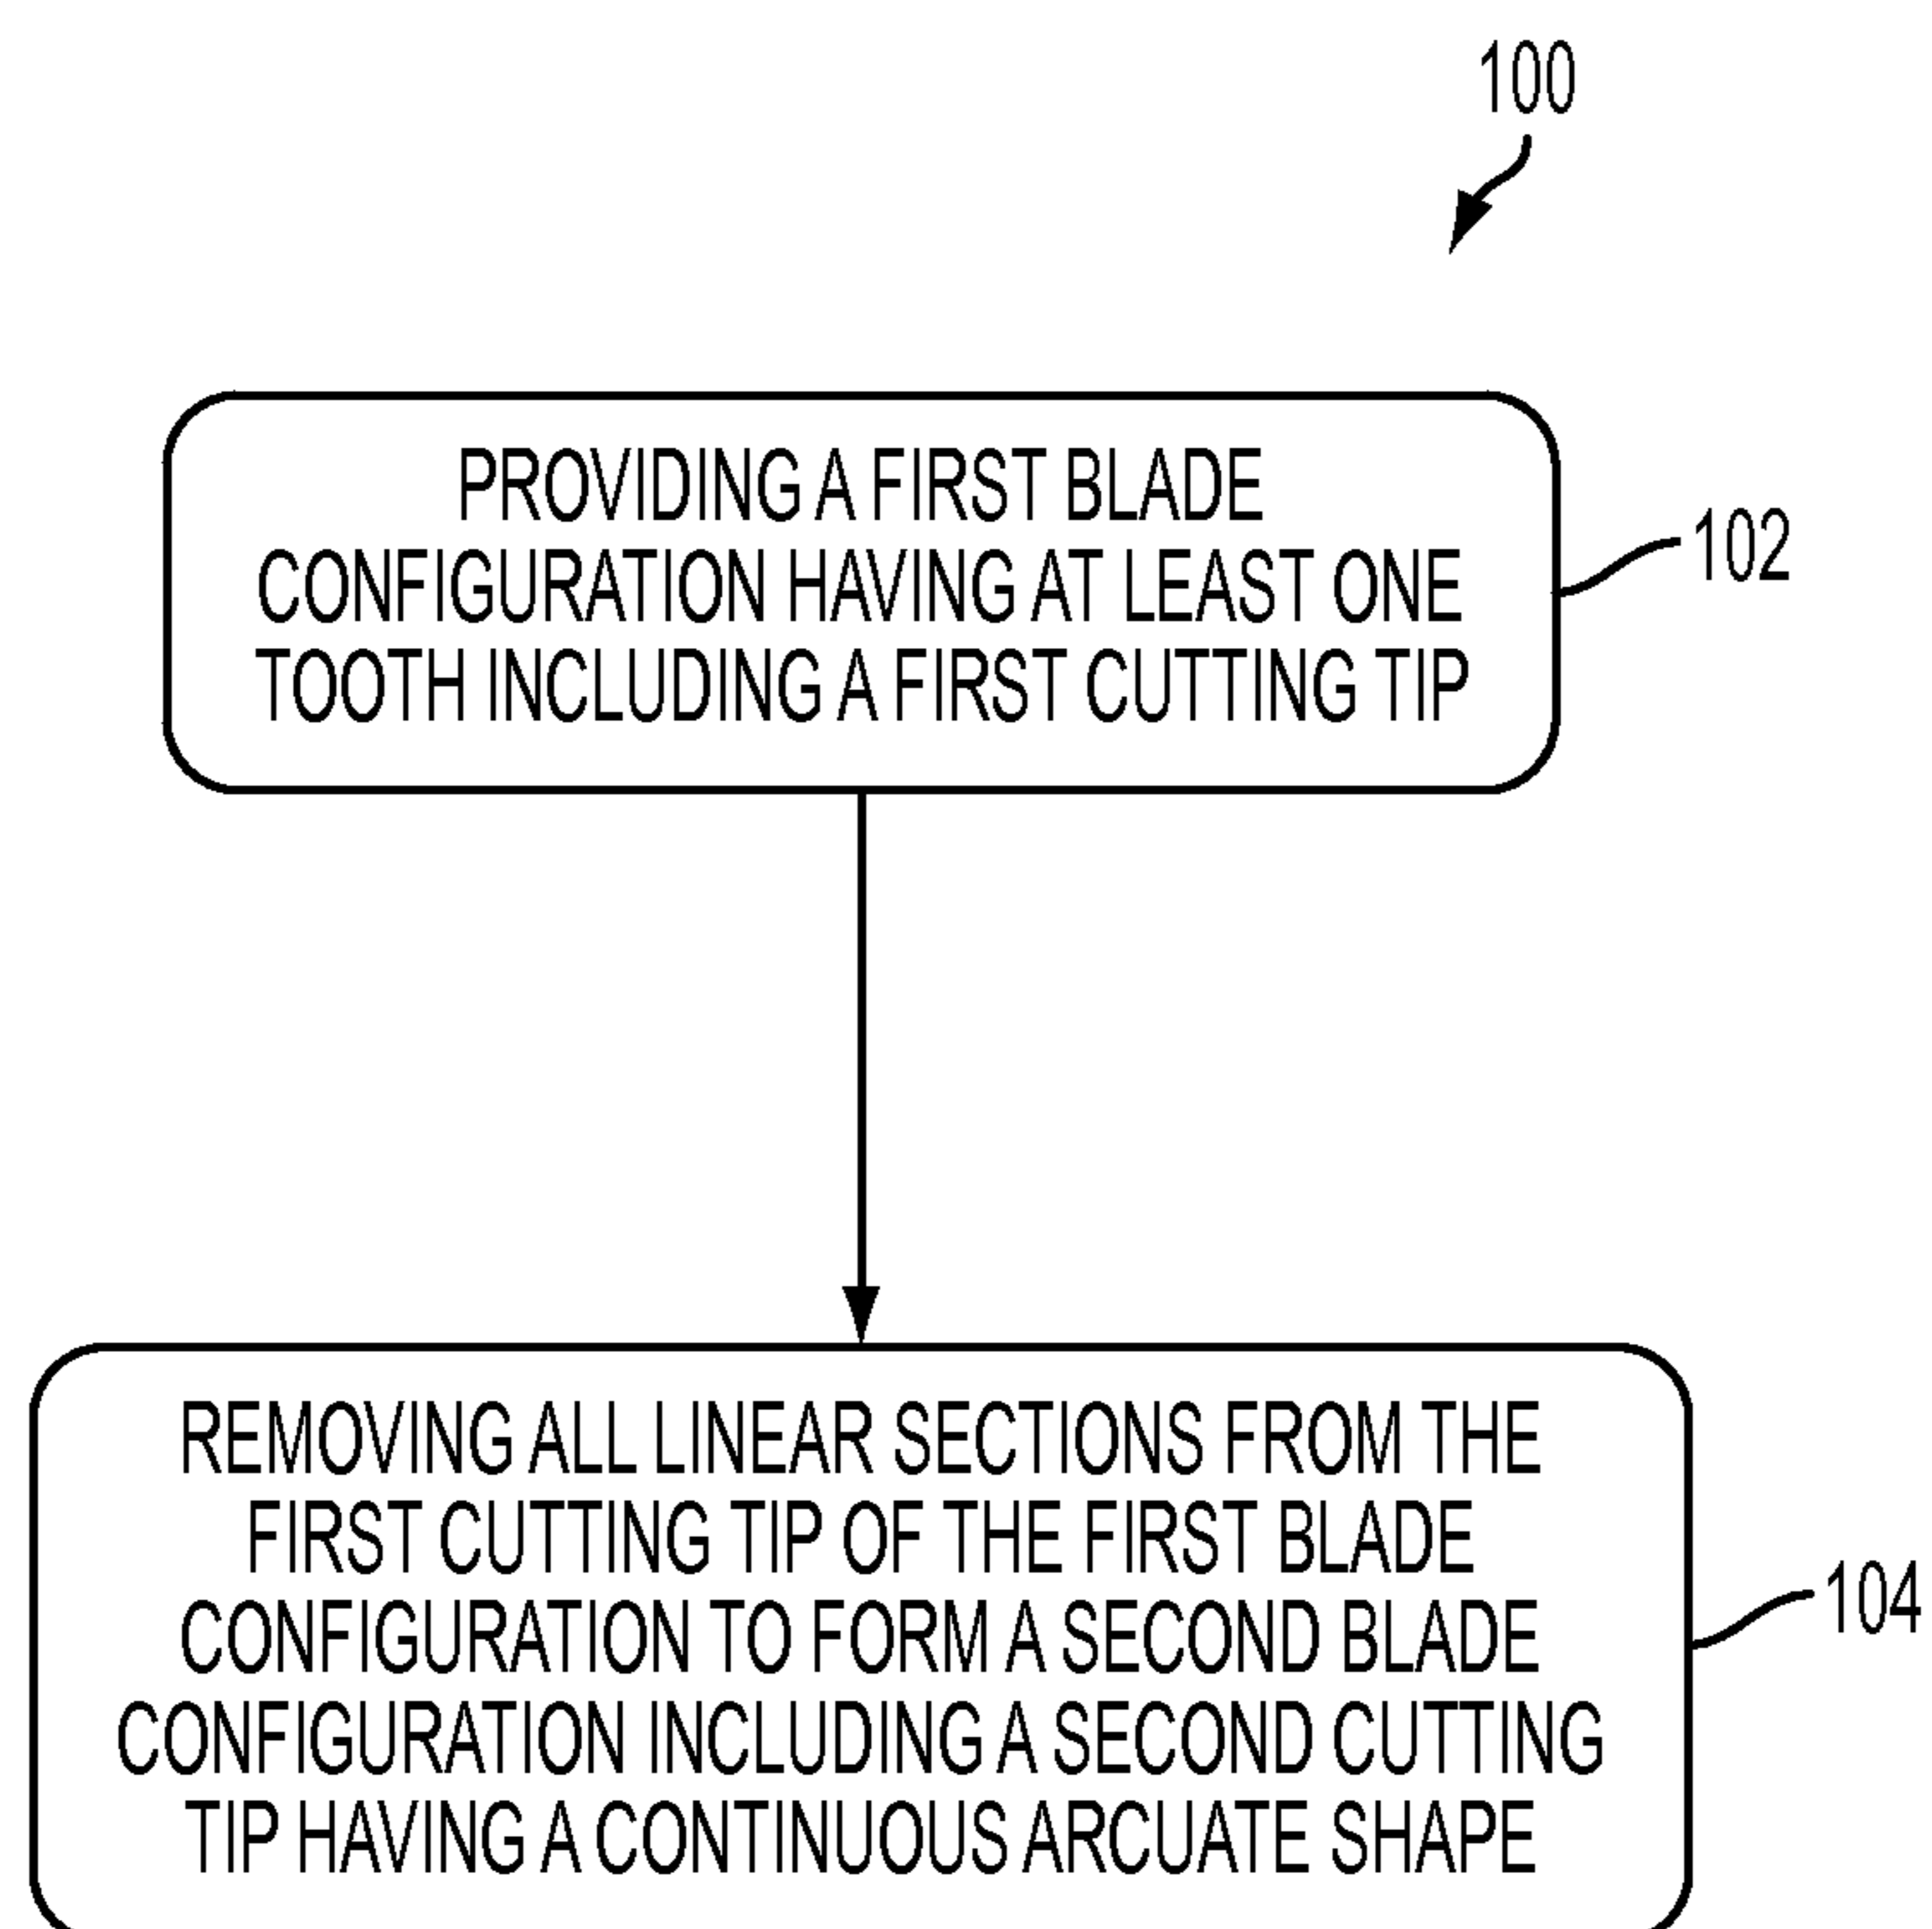 100
PROVIDING A FIRST BLADE
CONFIGURATION HAVING AT LEAST ONE
TOOTH INCLUDING A FIRST CUTTING TIP
102
REMOVING ALL LINEAR SECTIONS FROM THE
FIRST CUTTING TIP OF THE FIRST BLADE
CONFIGURATION TO FORM A SECOND BLADE
CONFIGURATION INCLUDING A SECOND CUTTING
TIP HAVING A CONTINUOUS ARCUATE SHAPE
104